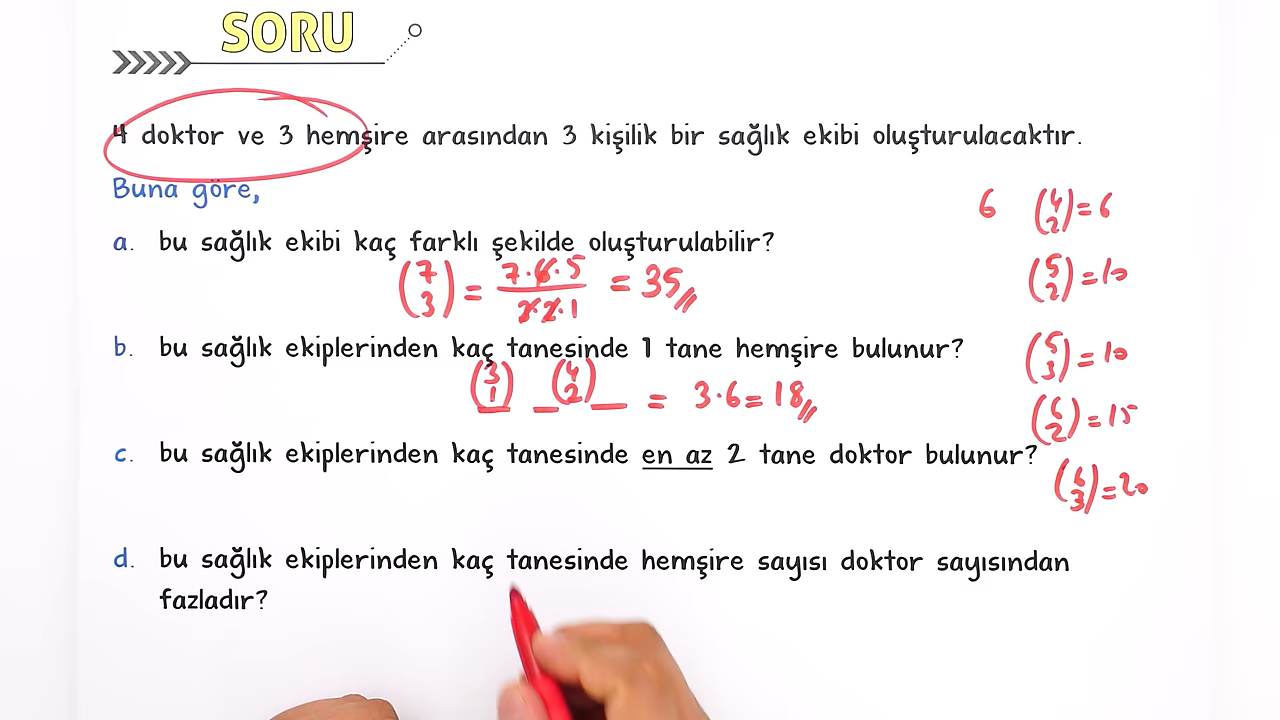 SORU
4 doktor ve 3 hemşire arasından 3 kişilik bir sağlık ekibi oluşturulacaktır.
Buna göre,
6 (4 2) = 6
a. bu sağlık ekibi kaç farklı şekilde oluşturulabilir?
(7 3) = 7·6·5 / 3·2·1 = 35
(5 2) = 10
b. bu sağlık ekiplerinden kaç tanesinde 1 tane hemşire bulunur?
(5 3) = 10
(3 1) (4 2) = 3·6 = 18
(6 2) = 15
c. bu sağlık ekiplerinden kaç tanesinde en az 2 tane doktor bulunur?
(6 3) = 20
d. bu sağlık ekiplerinden kaç tanesinde hemşire sayısı doktor sayısından
fazladır?